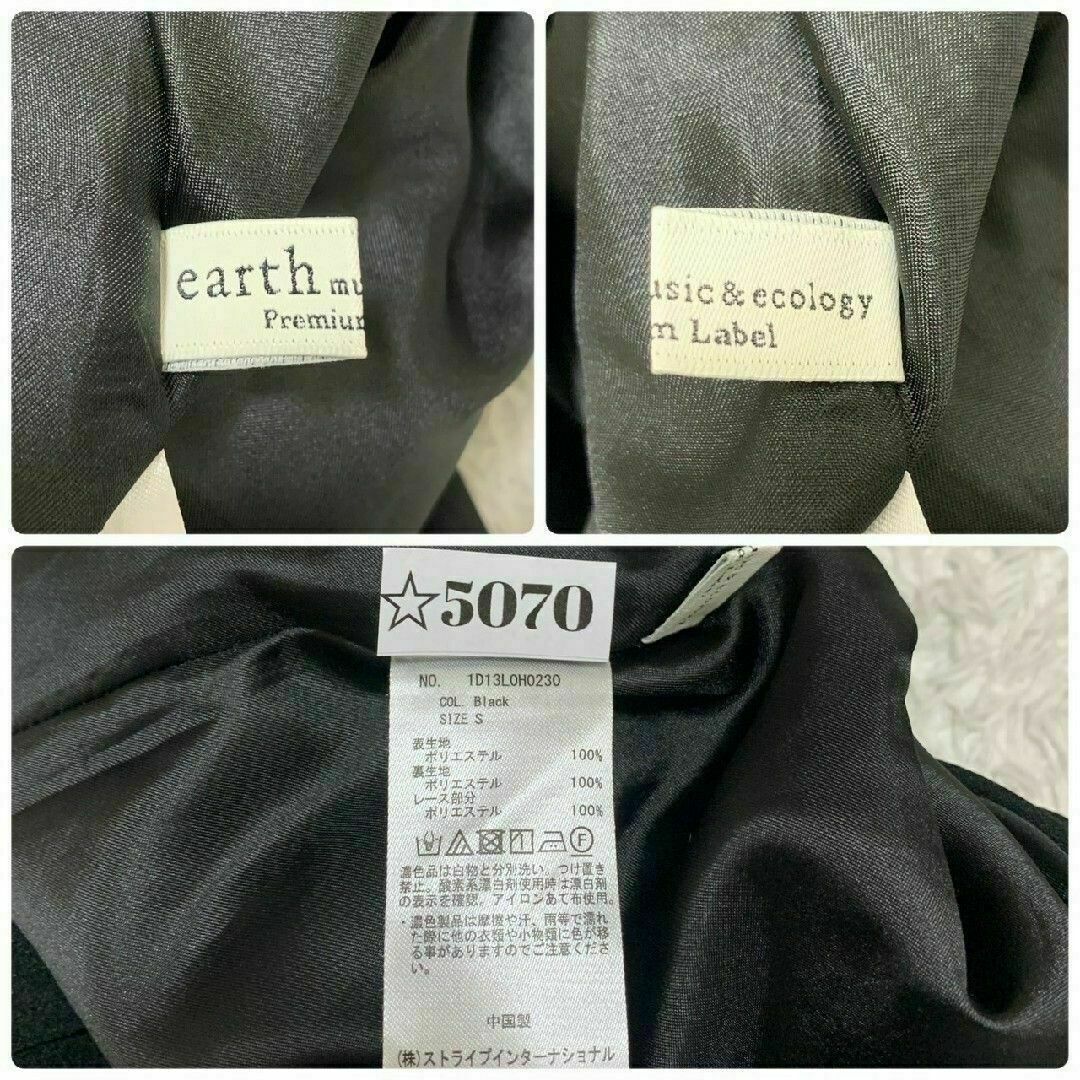 earth mu
Premiu
usic & ecology
m Label
☆5070
NO. 1D13L0H0230
COL. Black
SIZE S
表生地
ポリエステル 100%
裏生地
ポリエステル 100%
レース部分
ポリエステル 100%
濃色品は白物と分別洗い。つけ置き
禁止。酸素系漂白剤使用時は漂白剤
の表示を確認。アイロンあて布使用。
・濃色製品は摩擦や汗、雨等で濡れ
た際に他の衣類や小物類に色が移
る事がありますのでご注意くださ
い。
中国製
(株)ストライプインターナショナル